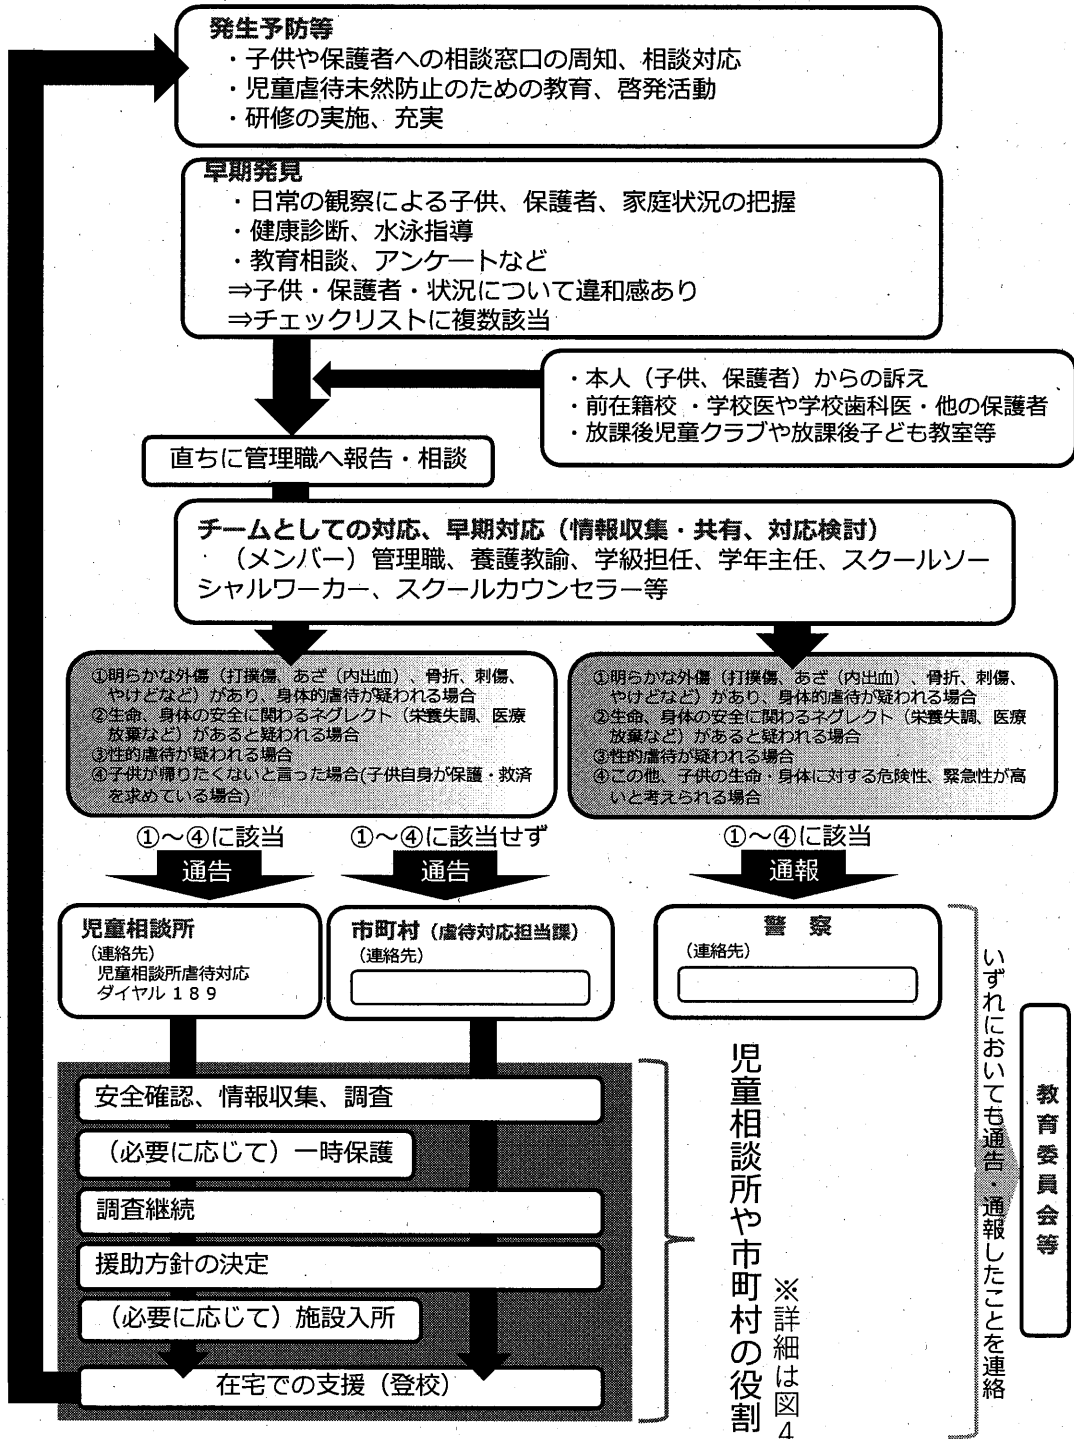 発生予防等
・子供や保護者への相談窓口の周知、相談対応
・児童虐待未然防止のための教育、啓発活動
・研修の実施、充実
早期発見
・日常の観察による子供、保護者、家庭状況の把握
・健康診断、水泳指導
・教育相談、アンケートなど
⇒子供・保護者・状況について違和感あり
⇒チェックリストに複数該当
・本人（子供、保護者）からの訴え
・前在籍校 ・学校医や学校歯科医・他の保護者
・放課後児童クラブや放課後子ども教室等
直ちに管理職へ報告・相談
チームとしての対応、早期対応（情報収集・共有、対応検討）
（メンバー）管理職、養護教諭、学級担任、学年主任、スクールソー
シャルワーカー、スクールカウンセラー等
①明らかな外傷（打撲傷、あざ（内出血）、骨折、刺傷、
やけどなど）があり、身体的虐待が疑われる場合
②生命、身体の安全に関わるネグレクト（栄養失調、医療
放棄など）があると疑われる場合
③性的虐待が疑われる場合
④子供が帰りたくないと言った場合(子供自身が保護・救済
を求めている場合)
①明らかな外傷（打撲傷、あざ（内出血）、骨折、刺傷、
やけどなど）があり、身体的虐待が疑われる場合
②生命、身体の安全に関わるネグレクト（栄養失調、医療
放棄など）があると疑われる場合
③性的虐待が疑われる場合
④この他、子供の生命・身体に対する危険性、緊急性が高
いと考えられる場合
①～④に該当
①～④に該当せず
①～④に該当
通告
通告
通報
児童相談所
（連絡先）
児童相談所虐待対応
ダイヤル １８９
市町村（虐待対応担当課）
（連絡先）
警 察
（連絡先）
安全確認、情報収集、調査
（必要に応じて）一時保護
調査継続
援助方針の決定
（必要に応じて）施設入所
在宅での支援（登校）
児童相談所や市町村の役割
※詳細は図4
いずれにおいても通告・通報したことを連絡
教育委員会等